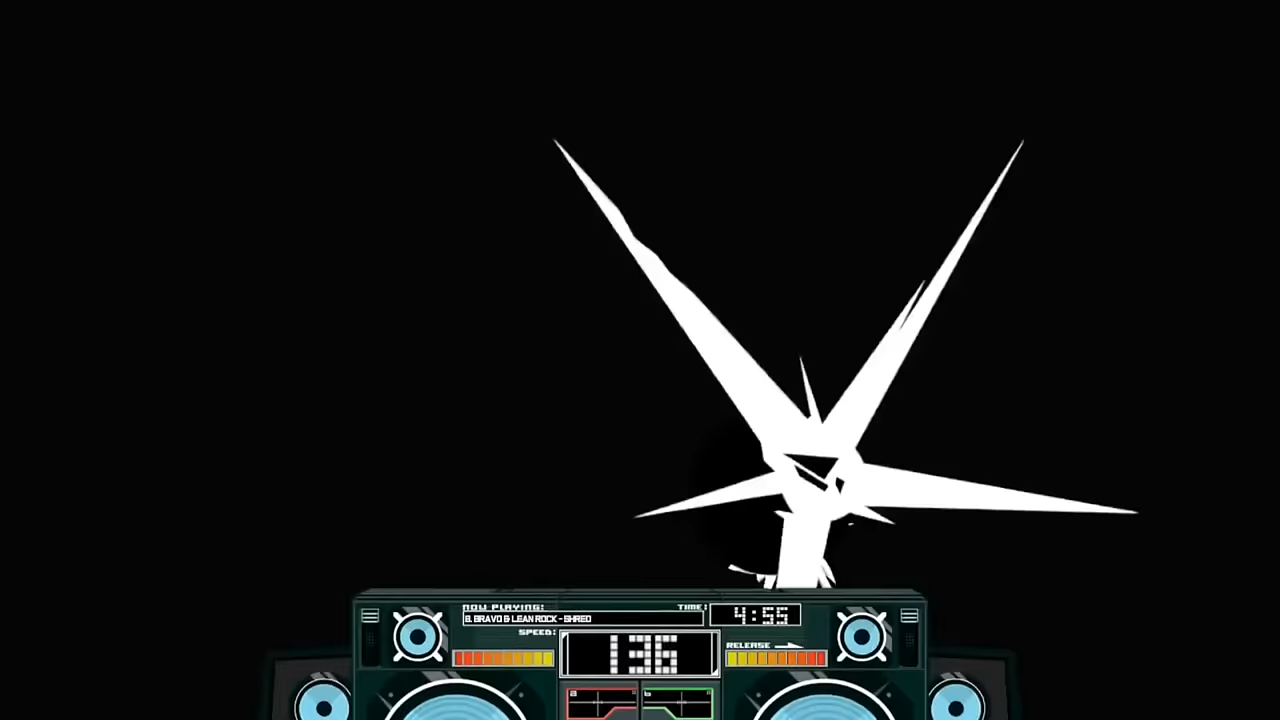 NOW PLAYING:
TIME:
B. BRAVO & LEAN ROCK - SHRED
4:55
SPEED:
136
RELEASE
a
b